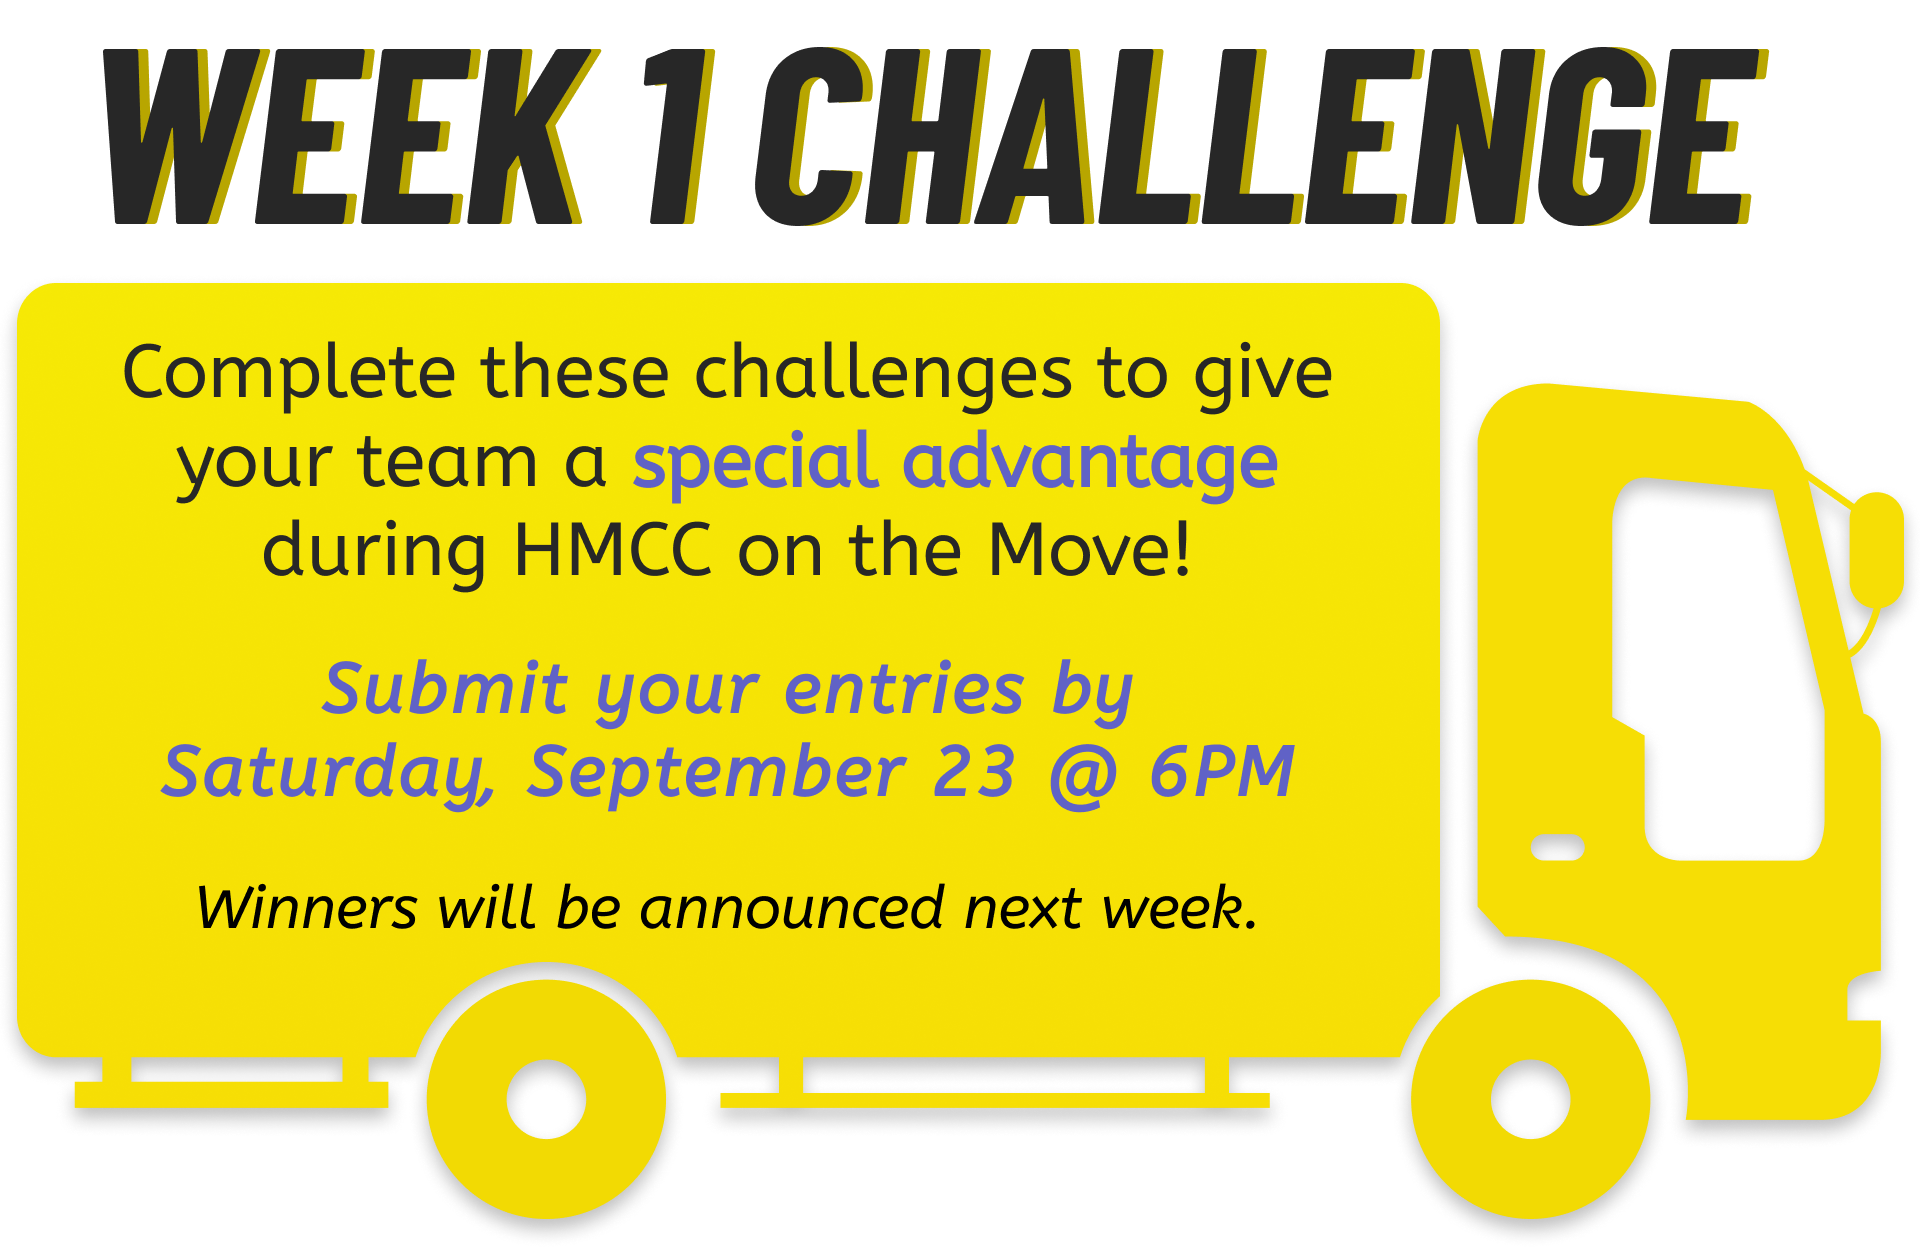 WEEK 1 CHALLENGE
Complete these challenges to give
your team a special advantage
during HMCC on the Move!
Submit your entries by
Saturday, September 23 @ 6PM
Winners will be announced next week.